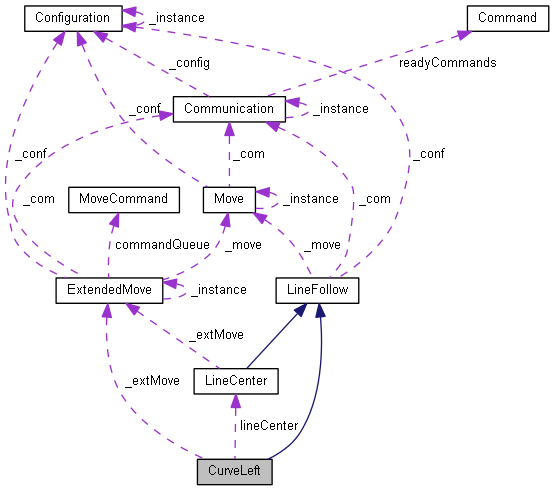 Configuration
_instance
Command
_config
readyCommands
Communication
_instance
_conf
_conf
_conf
_com
_com
_com
MoveCommand
Move
_instance
commandQueue
_move
_move
ExtendedMove
_instance
LineFollow
_extMove
LineCenter
_extMove
lineCenter
CurveLeft